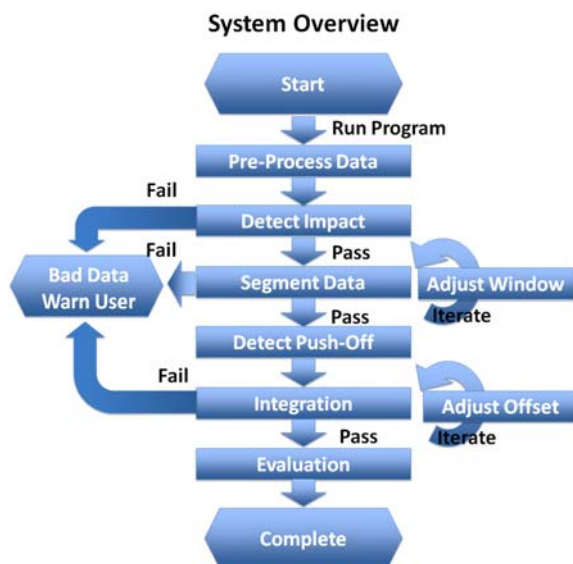 System Overview
Start
Run Program
Pre-Process Data
Fail
Detect Impact
Fail
Pass
Bad Data
Warn User
Segment Data
Adjust Window
Iterate
Pass
Detect Push-Off
Fail
Integration
Adjust Offset
Iterate
Pass
Evaluation
Complete